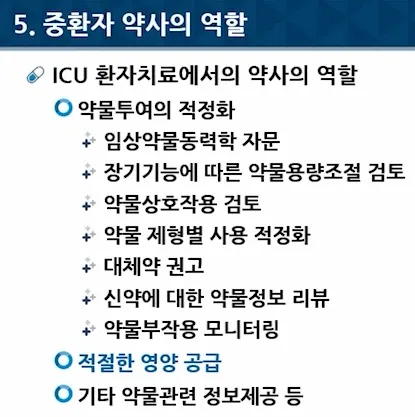 5. 중환자 약사의 역할
ICU 환자치료에서의 약사의 역할
약물투여의 적정화
임상약물동력학 자문
장기기능에 따른 약물용량조절 검토
약물상호작용 검토
약물 제형별 사용 적정화
대체약 권고
신약에 대한 약물정보 리뷰
약물부작용 모니터링
적절한 영양 공급
기타 약물관련 정보제공 등